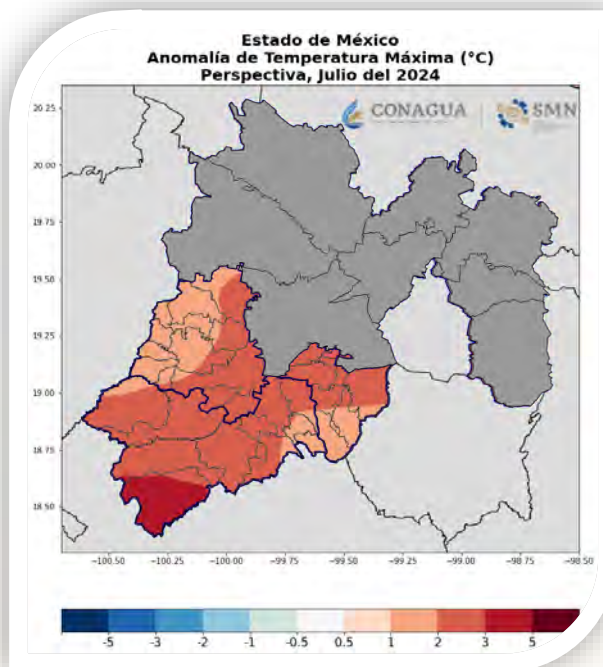 Estado de México
Anomalía de Temperatura Máxima (°C)
Perspectiva, Julio del 2024
CONAGUA | SMN
20.25
20.00
19.75
19.50
19.25
19.00
18.75
18.50
−100.50 −100.25 −100.00 −99.75 −99.50 −99.25 −99.00 −98.75 −98.50
-5 -3 -2 -1 -0.5 0.5 1 2 3 5